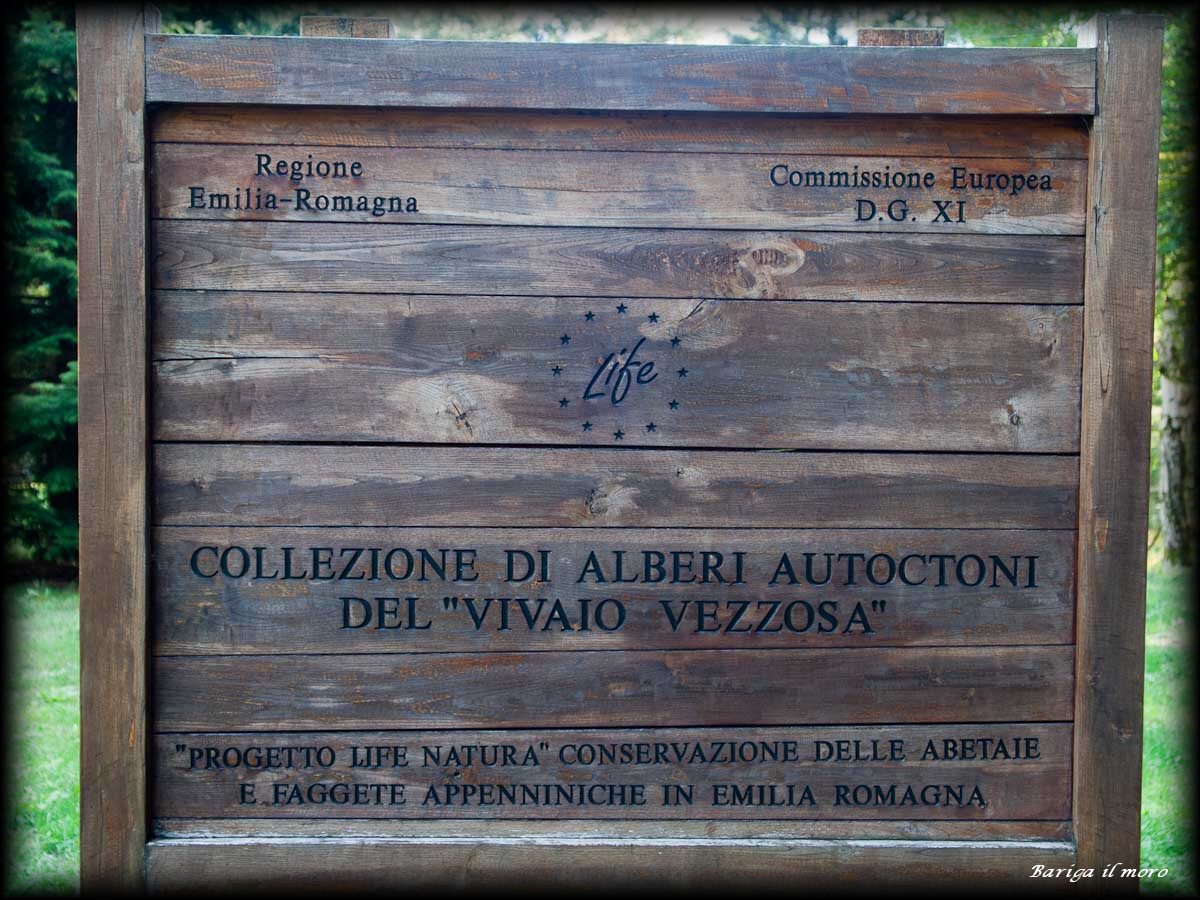 Regione
Emilia-Romagna
Commissione Europea
D.G. XI
Life
COLLEZIONE DI ALBERI AUTOCTONI
DEL "VIVAIO VEZZOSA"
"PROGETTO LIFE NATURA" CONSERVAZIONE DELLE ABETAIE
E FAGGETE APPENNINICHE IN EMILIA ROMAGNA
Bariga il moro